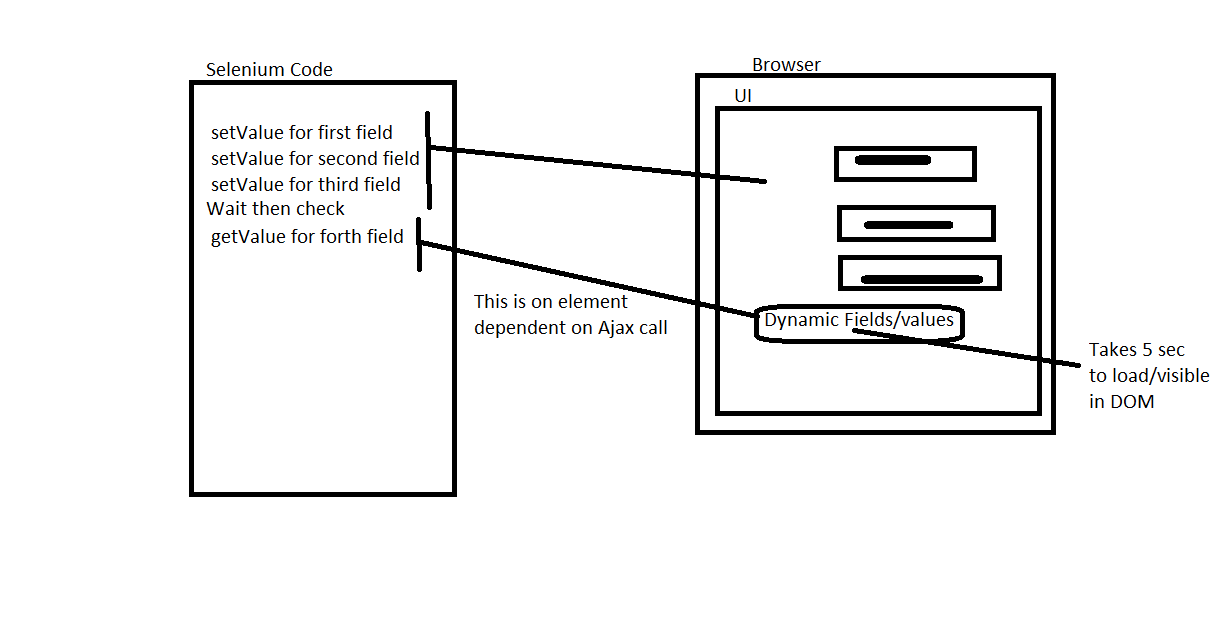 Selenium Code
setValue for first field
setValue for second field
setValue for third field
Wait then check
getValue for forth field
This is on element
dependent on Ajax call
Browser
UI
Dynamic Fields/values
Takes 5 sec
to load/visible
in DOM